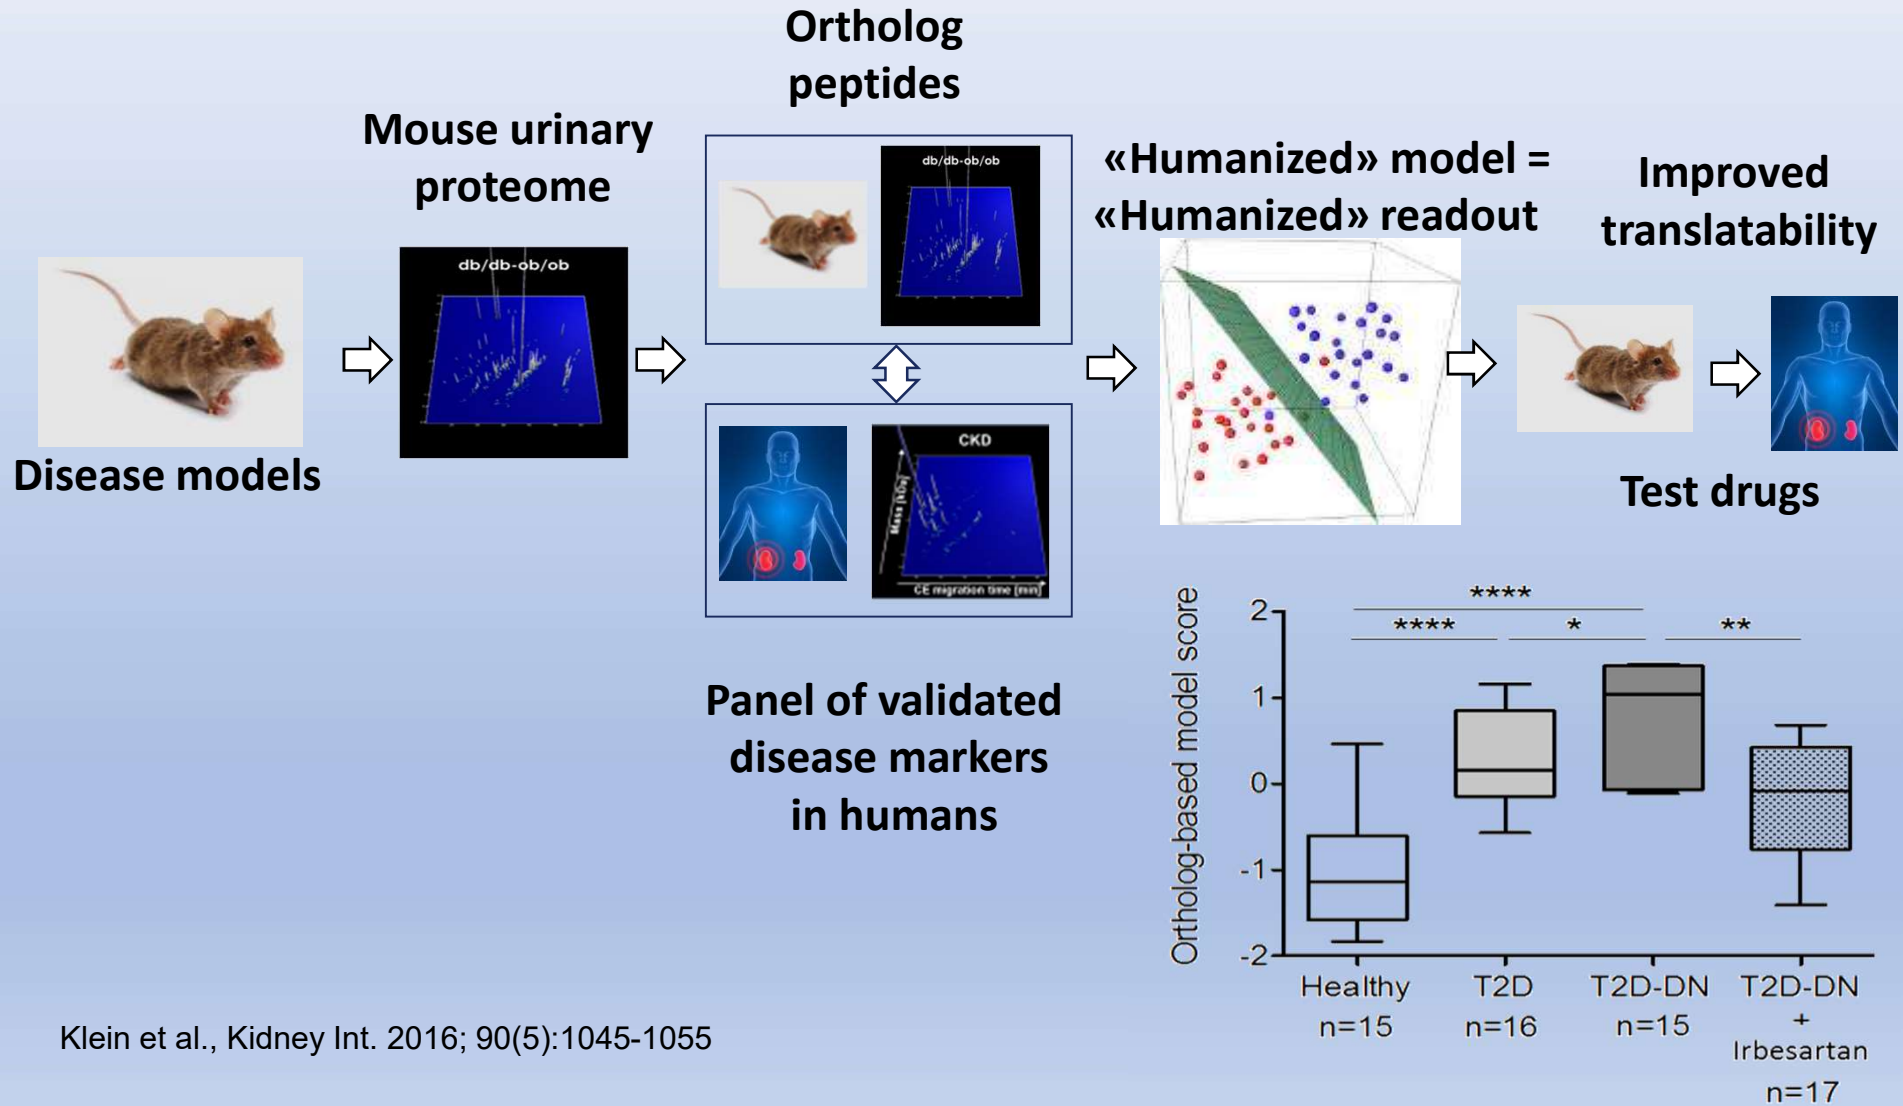 Ortholog
peptides
Mouse urinary
proteome
«Humanized» model =
«Humanized» readout
Improved
translatability
db/db-ob/ob
db/db-ob/ob
Disease models
CKD
Mass [kDa]
CE migration time [min]
Test drugs
Panel of validated
disease markers
in humans
Ortholog-based model score
2
1
0
-1
-2
****
****
*
**
Healthy
n=15
T2D
n=16
T2D-DN
n=15
T2D-DN
+
Irbesartan
n=17
Klein et al., Kidney Int. 2016; 90(5):1045-1055